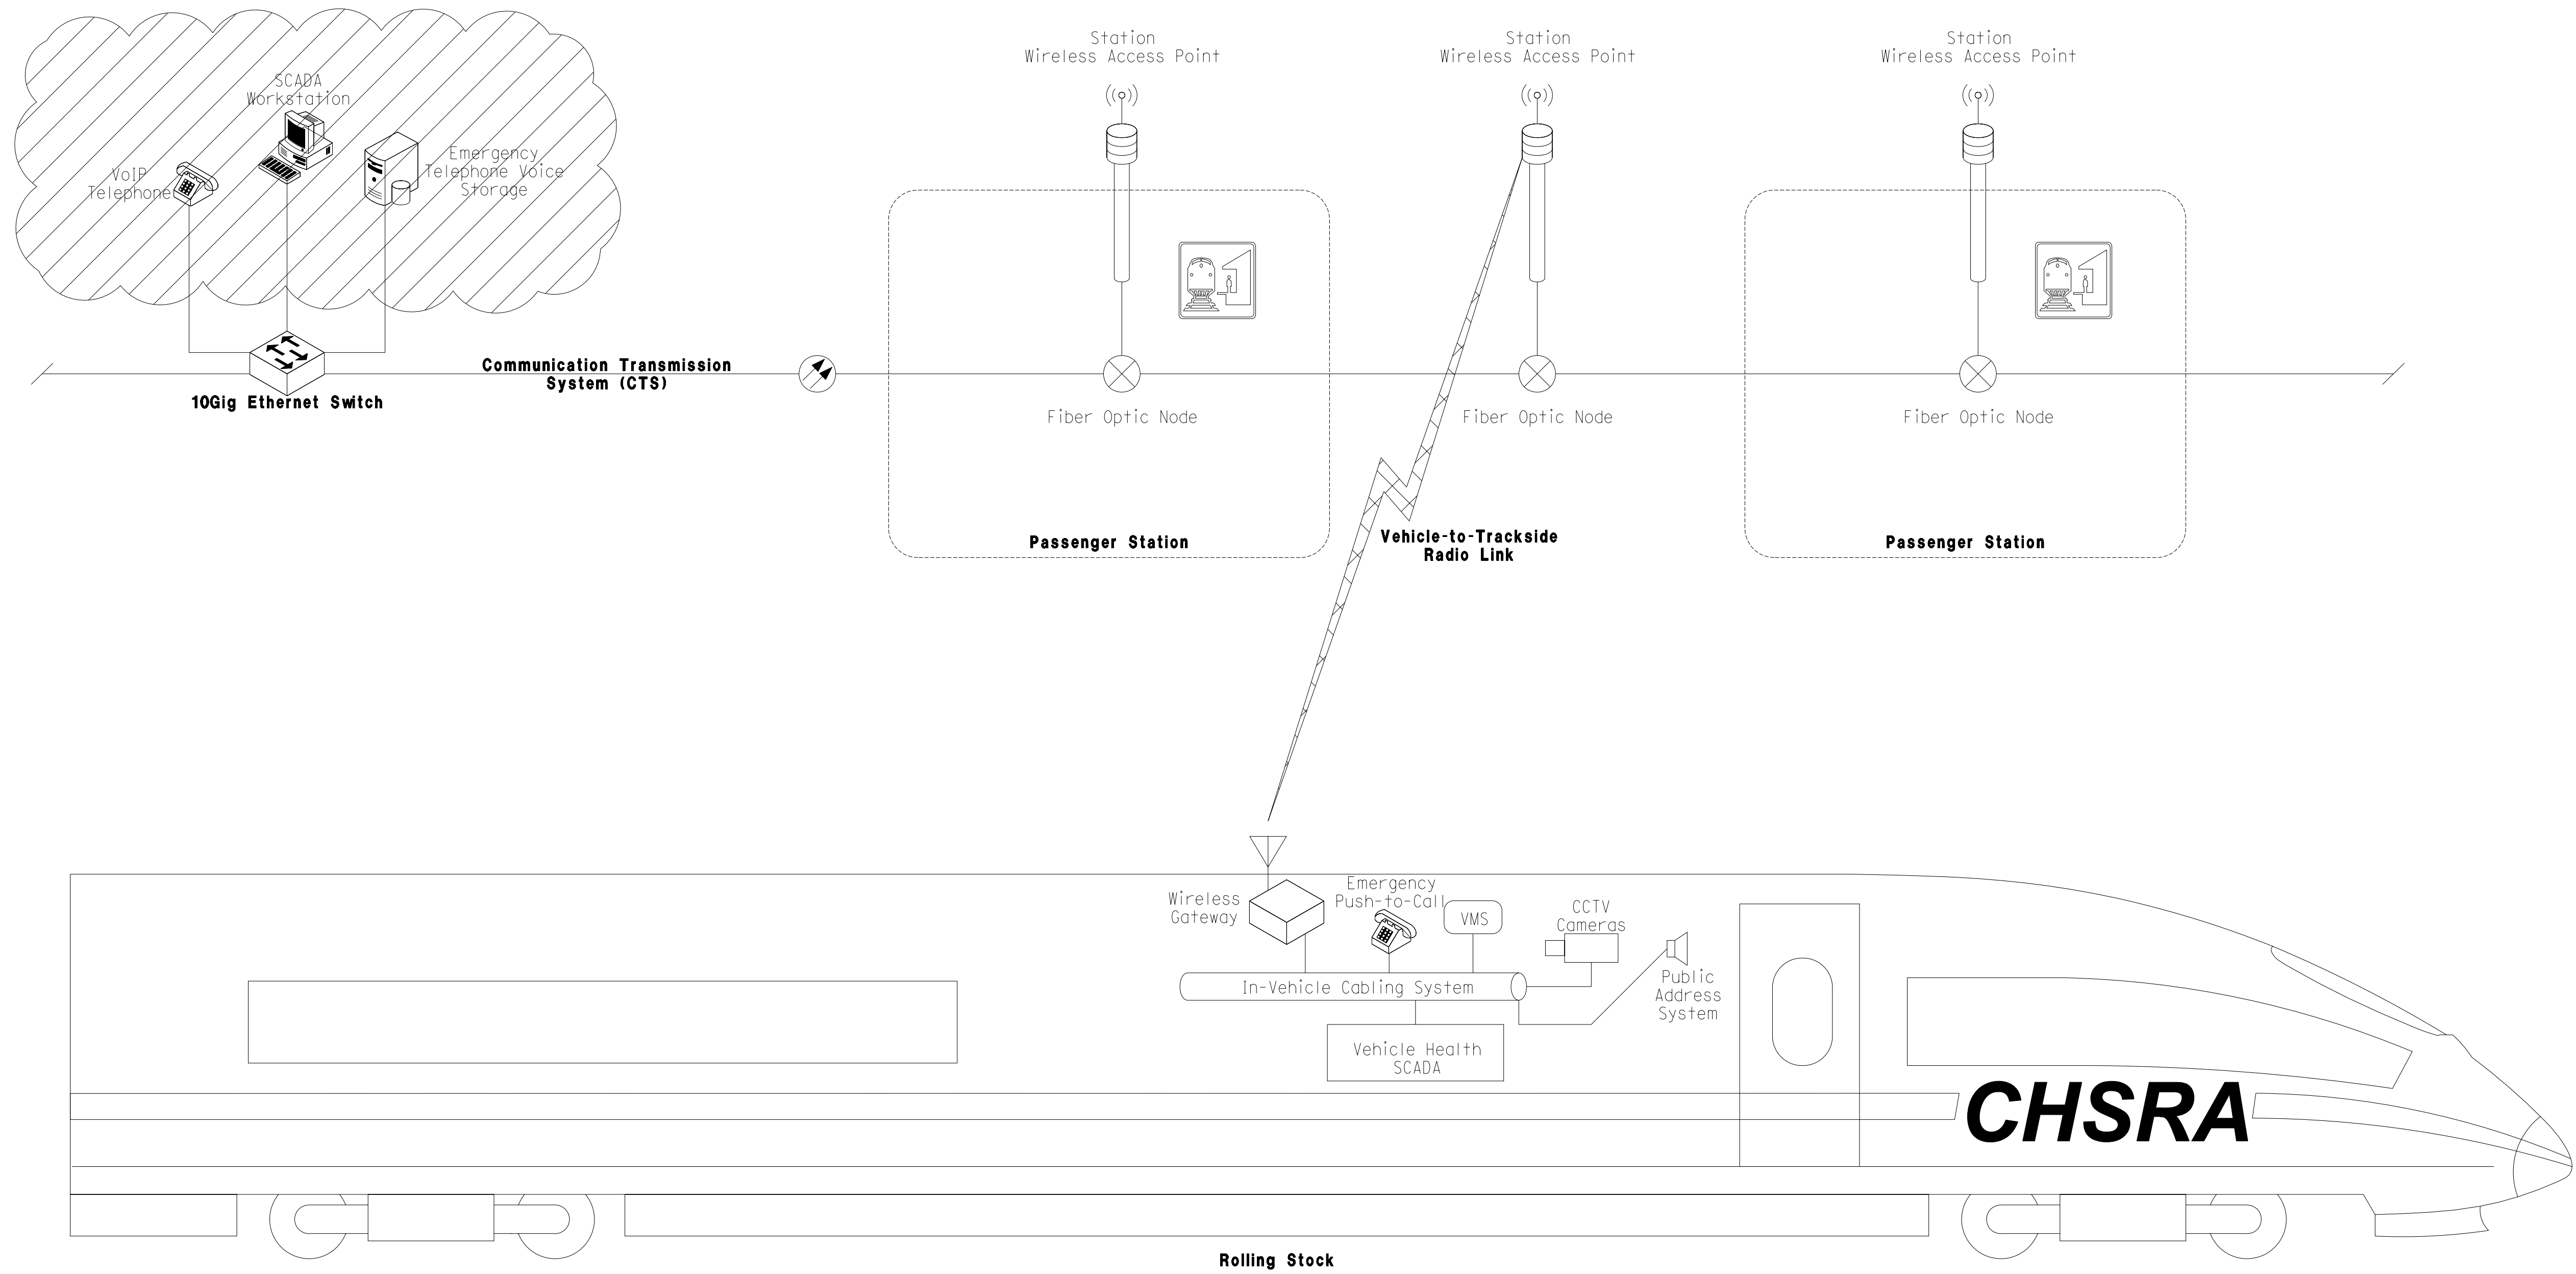 Station
Wireless Access Point
Station
Wireless Access Point
Station
Wireless Access Point
SCADA
Workstation
VoIP
Telephone
Emergency
Telephone Voice
Storage
10Gig Ethernet Switch
Communication Transmission
System (CTS)
Fiber Optic Node
Fiber Optic Node
Fiber Optic Node
Passenger Station
Vehicle-to-Trackside
Radio Link
Passenger Station
Wireless
Gateway
Emergency
Push-to-Call
VMS
CCTV
Cameras
In-Vehicle Cabling System
Public
Address
System
Vehicle Health
SCADA
CHSRA
Rolling Stock